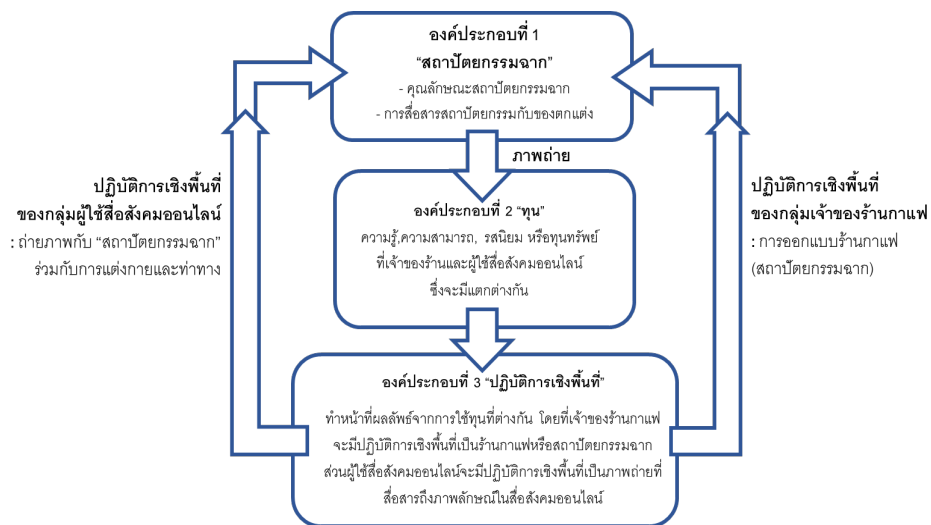 องค์ประกอบที่ 1
“สถาปัตยกรรมฉาก”
- คุณลักษณะสถาปัตยกรรมฉาก
- การสื่อสารสถาปัตยกรรมกับของตกแต่ง
ภาพถ่าย
ปฏิบัติการเชิงพื้นที่
ของกลุ่มผู้ใช้สื่อสังคมออนไลน์
: ถ่ายภาพกับ “สถาปัตยกรรมฉาก”
ร่วมกับการแต่งกายและท่าทาง
องค์ประกอบที่ 2 “ทุน”
ความรู้,ความสามารถ, รสนิยม หรือทุนทรัพย์
ที่เจ้าของร้านและผู้ใช้สื่อสังคมออนไลน์
ซึ่งจะมีแตกต่างกัน
ปฏิบัติการเชิงพื้นที่
ของกลุ่มเจ้าของร้านกาแฟ
: การออกแบบร้านกาแฟ
(สถาปัตยกรรมฉาก)
องค์ประกอบที่ 3 “ปฏิบัติการเชิงพื้นที่”
ทำหน้าที่ผลลัพธ์จากการใช้ทุนที่ต่างกัน โดยที่เจ้าของร้านกาแฟ
จะมีปฏิบัติการเชิงพื้นที่เป็นร้านกาแฟหรือสถาปัตยกรรมฉาก
ส่วนผู้ใช้สื่อสังคมออนไลน์จะมีปฏิบัติการเชิงพื้นที่เป็นภาพถ่ายที่
สื่อสารถึงภาพลักษณ์ในสื่อสังคมออนไลน์